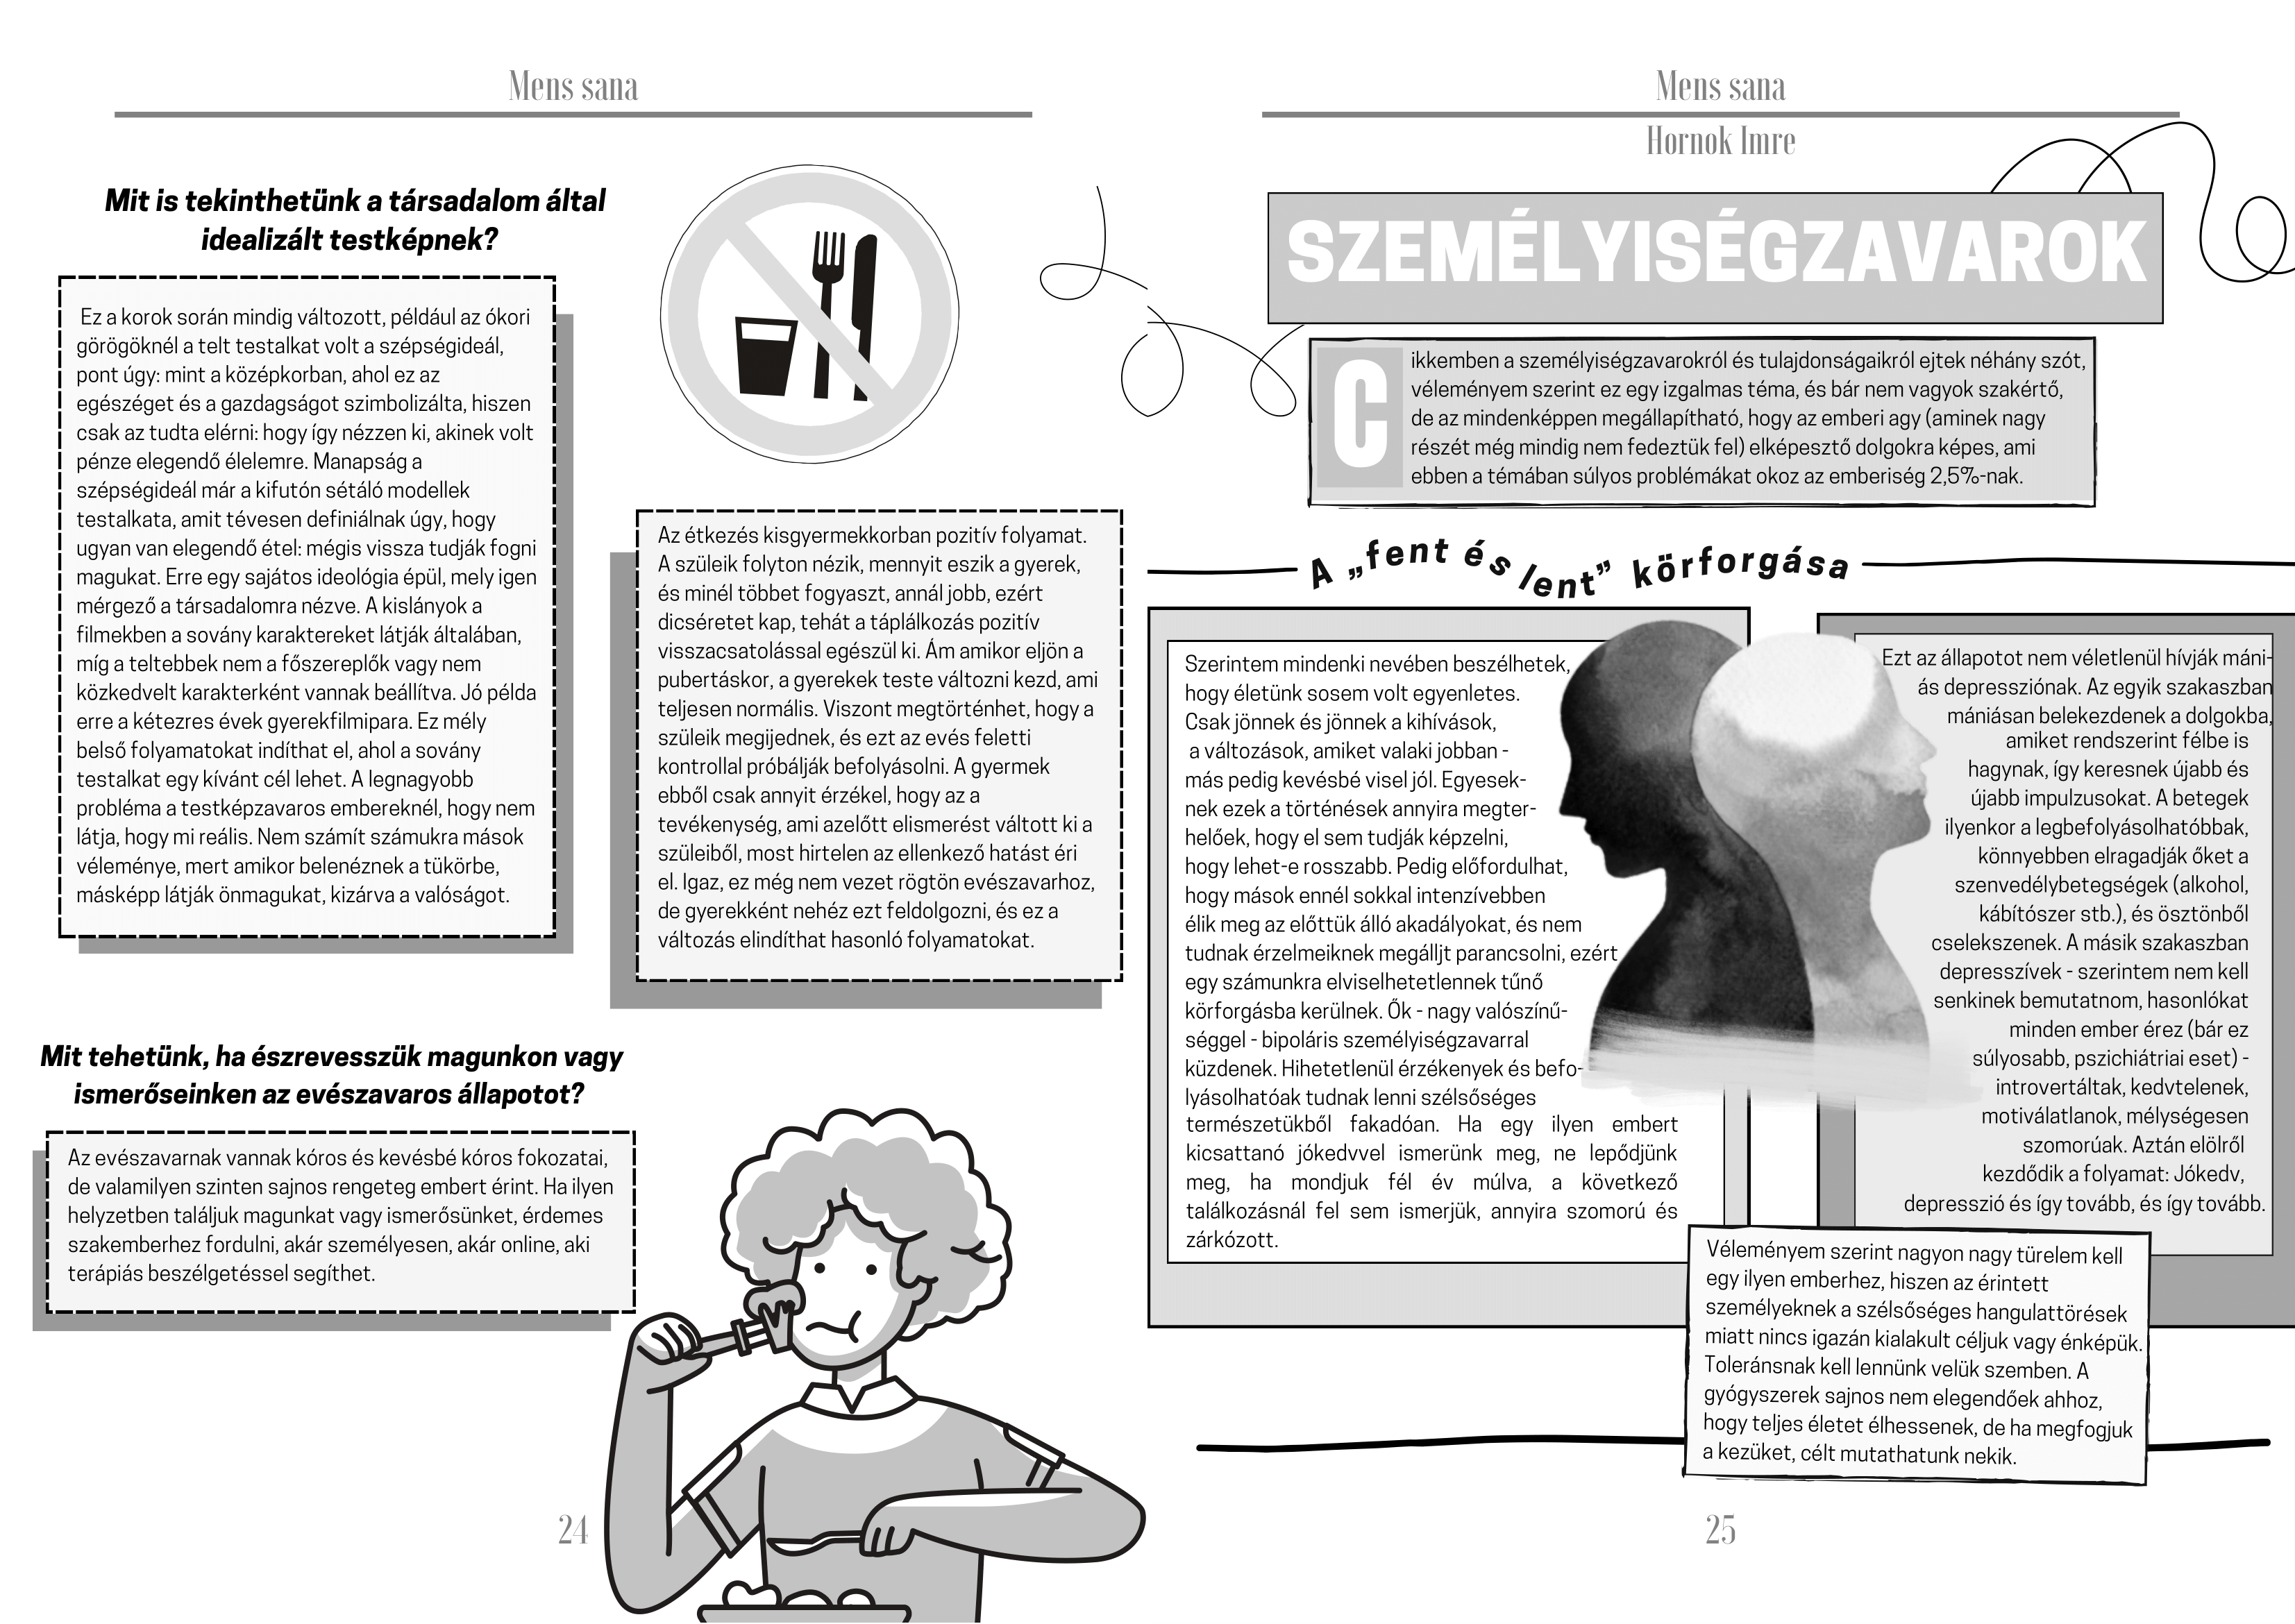 Mens sana
Mit is tekinthetünk a társadalom által
idealizált testképnek?
Ez a korok során mindig változott, például az ókori
görögöknél a telt testalkat volt a szépségideál,
pont úgy: mint a középkorban, ahol ez az
egészéget és a gazdagságot szimbolizálta, hiszen
csak az tudta elérni: hogy így nézzen ki, akinek volt
pénze elegendő élelemre. Manapság a
szépségideál már a kifutón sétáló modellek
testalkata, amit tévesen definiálnak úgy, hogy
ugyan van elegendő étel: mégis vissza tudják fogni
magukat. Erre egy sajátos ideológia épül, mely igen
mérgező a társadalomra nézve. A kislányok a
filmekben a sovány karaktereket látják általában,
míg a teltebbek nem a főszereplők vagy nem
közkedvelt karakterként vannak beállítva. Jó példa
erre a kétezres évek gyerekfilmipara. Ez mély
belső folyamatokat indíthat el, ahol a sovány
testalkat egy kívánt cél lehet. A legnagyobb
probléma a testképzavaros embereknél, hogy nem
látja, hogy mi reális. Nem számít számukra mások
véleménye, mert amikor belenéznek a tükörbe,
másképp látják önmagukat, kizárva a valóságot.
Az étkezés kisgyermekkorban pozitív folyamat.
A szüleik folyton nézik, mennyit eszik a gyerek,
és minél többet fogyaszt, annál jobb, ezért
dicséretet kap, tehát a táplálkozás pozitív
visszacsatolással egészül ki. Ám amikor eljön a
pubertáskor, a gyerekek teste változni kezd, ami
teljesen normális. Viszont megtörténhet, hogy a
szüleik megijednek, és ezt az evés feletti
kontrollal próbálják befolyásolni. A gyermek
ebből csak annyit érzékel, hogy az a
tevékenység, ami azelőtt elismerést váltott ki a
szüleiből, most hirtelen az ellenkező hatást éri
el. Igaz, ez még nem vezet rögtön evészavarhoz,
de gyerekként nehéz ezt feldolgozni, és ez a
változás elindíthat hasonló folyamatokat.
Mit tehetünk, ha észrevesszük magunkon vagy
ismerőseinken az evészavaros állapotot?
Az evészavarnak vannak kóros és kevésbé kóros fokozatai,
de valamilyen szinten sajnos rengeteg embert érint. Ha ilyen
helyzetben találjuk magunkat vagy ismerősünket, érdemes
szakemberhez fordulni, akár személyesen, akár online, aki
terápiás beszélgetéssel segíthet.
24
Mens sana
Hornok Imre
SZEMÉLYISÉGZAVAROK
C
ikkemben a személyiségzavarokról és tulajdonságaikról ejtek néhány szót,
véleményem szerint ez egy izgalmas téma, és bár nem vagyok szakértő,
de az mindenképpen megállapítható, hogy az emberi agy (aminek nagy
részét még mindig nem fedeztük fel) elképesztő dolgokra képes, ami
ebben a témában súlyos problémákat okoz az emberiség 2,5%-nak.
A „fent és lent” körforgása
Szerintem mindenki nevében beszélhetek,
hogy életünk sosem volt egyenletes.
Csak jönnek és jönnek a kihívások,
a változások, amiket valaki jobban -
más pedig kevésbé visel jól. Egyesek-
nek ezek a történések annyira megter-
helőek, hogy el sem tudják képzelni,
hogy lehet-e rosszabb. Pedig előfordulhat,
hogy mások ennél sokkal intenzívebben
élik meg az előttük álló akadályokat, és nem
tudnak érzelmeiknek megálljt parancsolni, ezért
egy számunkra elviselhetetlennek tűnő
körforgásba kerülnek. Ők - nagy valószínű-
séggel - bipoláris személyiségzavarral
küzdenek. Hihetetlenül érzékenyek és befo-
lyásolhatóak tudnak lenni szélsőséges
természetükből fakadóan. Ha egy ilyen embert
kicsattanó jókedvvel ismerünk meg, ne lepődjünk
meg, ha mondjuk fél év múlva, a következő
találkozásnál fel sem ismerjük, annyira szomorú és
zárkózott.
Ezt az állapotot nem véletlenül hívják máni-
ás depressziónak. Az egyik szakaszban
mániásan belekezdenek a dolgokba,
amiket rendszerint félbe is
hagynak, így keresnek újabb és
újabb impulzusokat. A betegek
ilyenkor a legbefolyásolhatóbbak,
könnyebben elragadják őket a
szenvedélybetegségek (alkohol,
kábítószer stb.), és ösztönből
cselekszenek. A másik szakaszban
depresszívek - szerintem nem kell
senkinek bemutatnom, hasonlókat
minden ember érez (bár ez
súlyosabb, pszichiátriai eset) -
introvertáltak, kedvtelenek,
motiválatlanok, mélységesen
szomorúak. Aztán elölről
kezdődik a folyamat: Jókedv,
depresszió és így tovább, és így tovább.
Véleményem szerint nagyon nagy türelem kell
egy ilyen emberhez, hiszen az érintett
személyeknek a szélsőséges hangulattörések
miatt nincs igazán kialakult céljuk vagy énképük.
Toleránsnak kell lennünk velük szemben. A
gyógyszerek sajnos nem elegendőek ahhoz,
hogy teljes életet élhessenek, de ha megfogjuk
a kezüket, célt mutathatunk nekik.
25